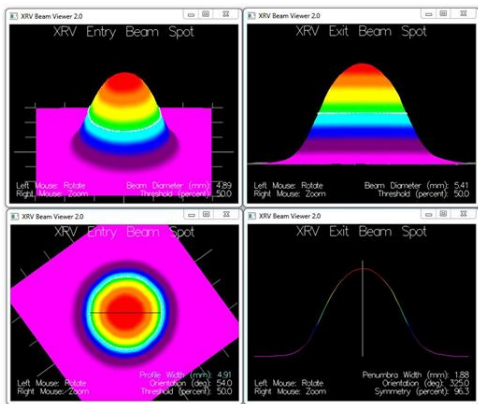 XRV Beam Viewer 2.0
XRV Entry Beam Spot
Left Mouse: Rotate
Right Mouse: Zoom
Beam Diameter (mm): 4.89
Threshold (percent): 50.0
XRV Beam Viewer 2.0
XRV Exit Beam Spot
Left Mouse: Rotate
Right Mouse: Zoom
Beam Diameter (mm): 5.41
Threshold (percent): 50.0
XRV Beam Viewer 2.0
XRV Entry Beam Spot
Left Mouse: Rotate
Right Mouse: Zoom
Profile Width (mm): 4.91
Orientation (deg): 54.0
Threshold (percent): 50.0
XRV Beam Viewer 2.0
XRV Exit Beam Spot
Left Mouse: Rotate
Right Mouse: Zoom
Penumbra Width (mm): 1.88
Orientation (deg): 325.0
Symmetry (percent): 96.3